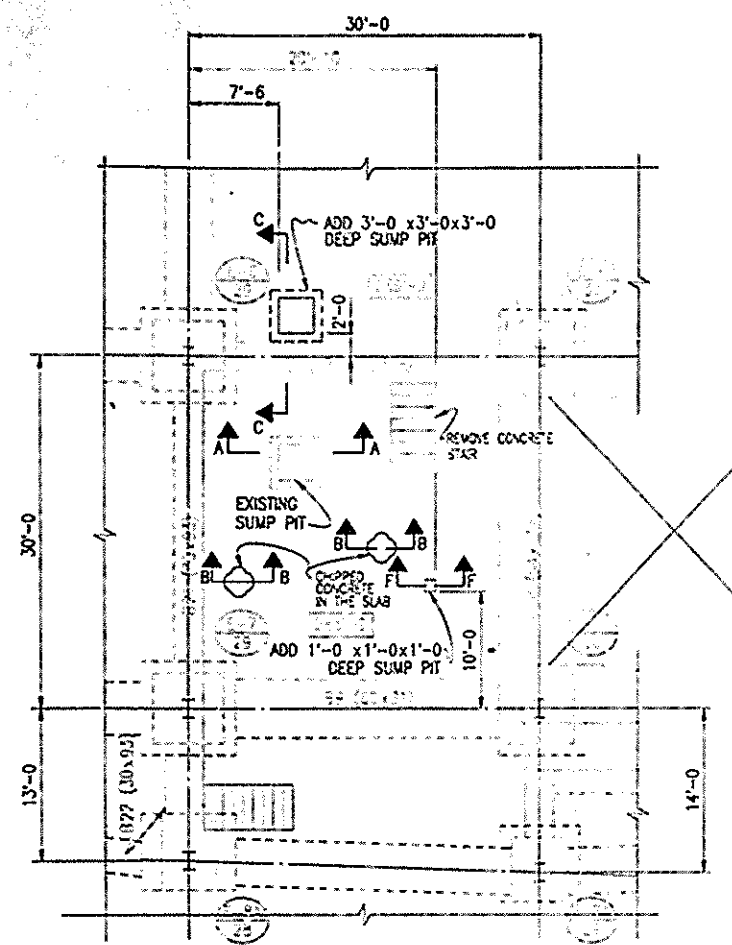 30'-0
7'-6
C
ADD 3'-0 x3'-0x3'-0
DEEP SUMP PIT
2'-0
C
A
A
REMOVE CONCRETE
STAIR
EXISTING
SUMP PIT
30'-0
B
B
B
B
CHIPPED
CONCRETE
IN THE SLAB
F
F
10'-0
ADD 1'-0 x1'-0x1'-0
DEEP SUMP PIT
13'-0
(30x93)
14'-0